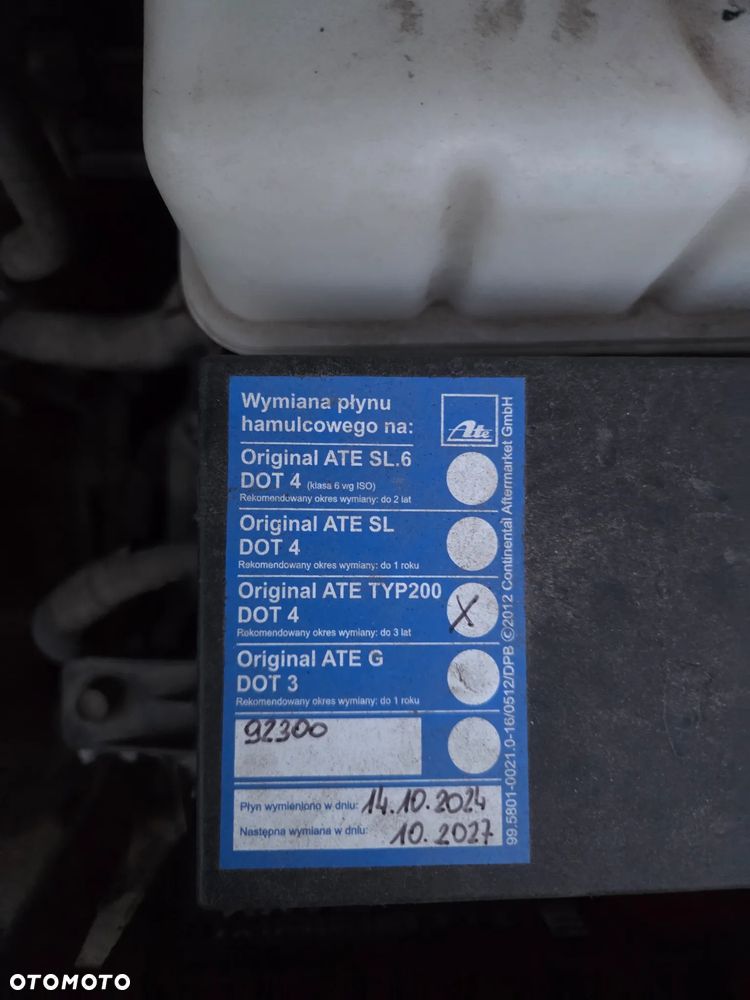 Wymiana płynu
hamulcowego na:
Ate
Original ATE SL.6
DOT 4 (klasa 6 wg ISO)
Rekomendowany okres wymiany: do 2 lat
Original ATE SL
DOT 4
Rekomendowany okres wymiany: do 1 roku
Original ATE TYP200
DOT 4
X
Rekomendowany okres wymiany: do 3 lat
Original ATE G
DOT 3
Rekomendowany okres wymiany: do 1 roku
92300
Płyn wymieniono w dniu: 14.10.2024
Następna wymiana w dniu: 10.2027
99.5801-0021.0-16/0512/DPB ©2012 Continental Aftermarket GmbH
OTOMOTO